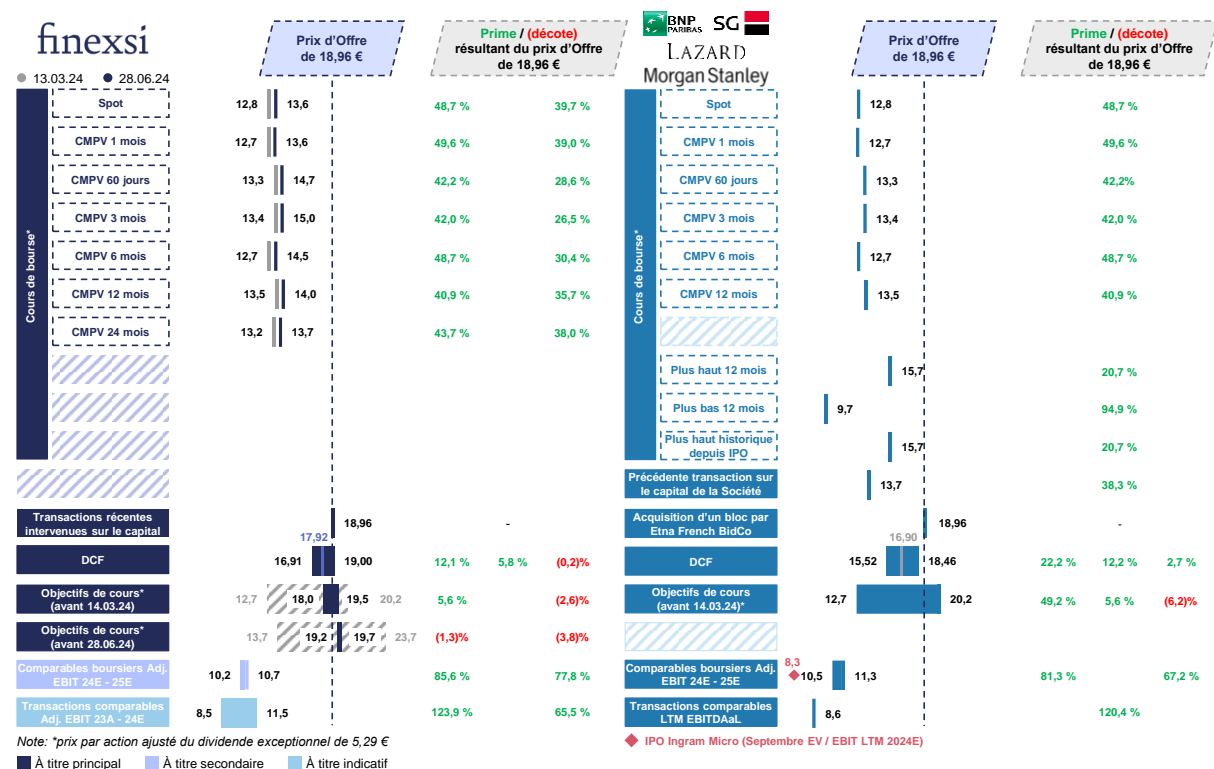 finexsi
13.03.24 28.06.24
Prix d'Offre
de 18,96 €
Prime / (décote)
résultant du prix d'Offre
de 18,96 €
Cours de bourse*
Spot
12,8 13,6 48,7 % 39,7 %
CMPV 1 mois
12,7 13,6 49,6 % 39,0 %
CMPV 60 jours
13,3 14,7 42,2 % 28,6 %
CMPV 3 mois
13,4 15,0 42,0 % 26,5 %
CMPV 6 mois
12,7 14,5 48,7 % 30,4 %
CMPV 12 mois
13,5 14,0 40,9 % 35,7 %
CMPV 24 mois
13,2 13,7 43,7 % 38,0 %
Transactions récentes
intervenues sur le capital
18,96 -
DCF
17,92
16,91 19,00 12,1 % 5,8 % (0,2)%
Objectifs de cours*
(avant 14.03.24)
12,7 18,0 19,5 20,2 5,6 % (2,6)%
Objectifs de cours*
(avant 28.06.24)
13,7 19,2 19,7 23,7 (1,3)% (3,8)%
Comparables boursiers Adj.
EBIT 24E - 25E
10,2 10,7 85,6 % 77,8 %
Transactions comparables
Adj. EBIT 23A - 24E
8,5 11,5 123,9 % 65,5 %
Note: *prix par action ajusté du dividende exceptionnel de 5,29 €
À titre principal À titre secondaire À titre indicatif
BNP
PARIBAS
SG
LAZARD
Morgan Stanley
Prix d'Offre
de 18,96 €
Prime / (décote)
résultant du prix d'Offre
de 18,96 €
Cours de bourse*
Spot
12,8 48,7 %
CMPV 1 mois
12,7 49,6 %
CMPV 60 jours
13,3 42,2%
CMPV 3 mois
13,4 42,0 %
CMPV 6 mois
12,7 48,7 %
CMPV 12 mois
13,5 40,9 %
Plus haut 12 mois
15,7 20,7 %
Plus bas 12 mois
9,7 94,9 %
Plus haut historique
depuis IPO
15,7 20,7 %
Précédente transaction sur
le capital de la Société
13,7 38,3 %
Acquisition d'un bloc par
Etna French BidCo
18,96 -
DCF
16,90
15,52 18,46 22,2 % 12,2 % 2,7 %
Objectifs de cours
(avant 14.03.24)*
12,7 20,2 49,2 % 5,6 % (6,2)%
Comparables boursiers Adj.
EBIT 24E - 25E
8,3
10,5 11,3 81,3 % 67,2 %
Transactions comparables
LTM EBITDAaL
8,6 120,4 %
IPO Ingram Micro (Septembre EV / EBIT LTM 2024E)